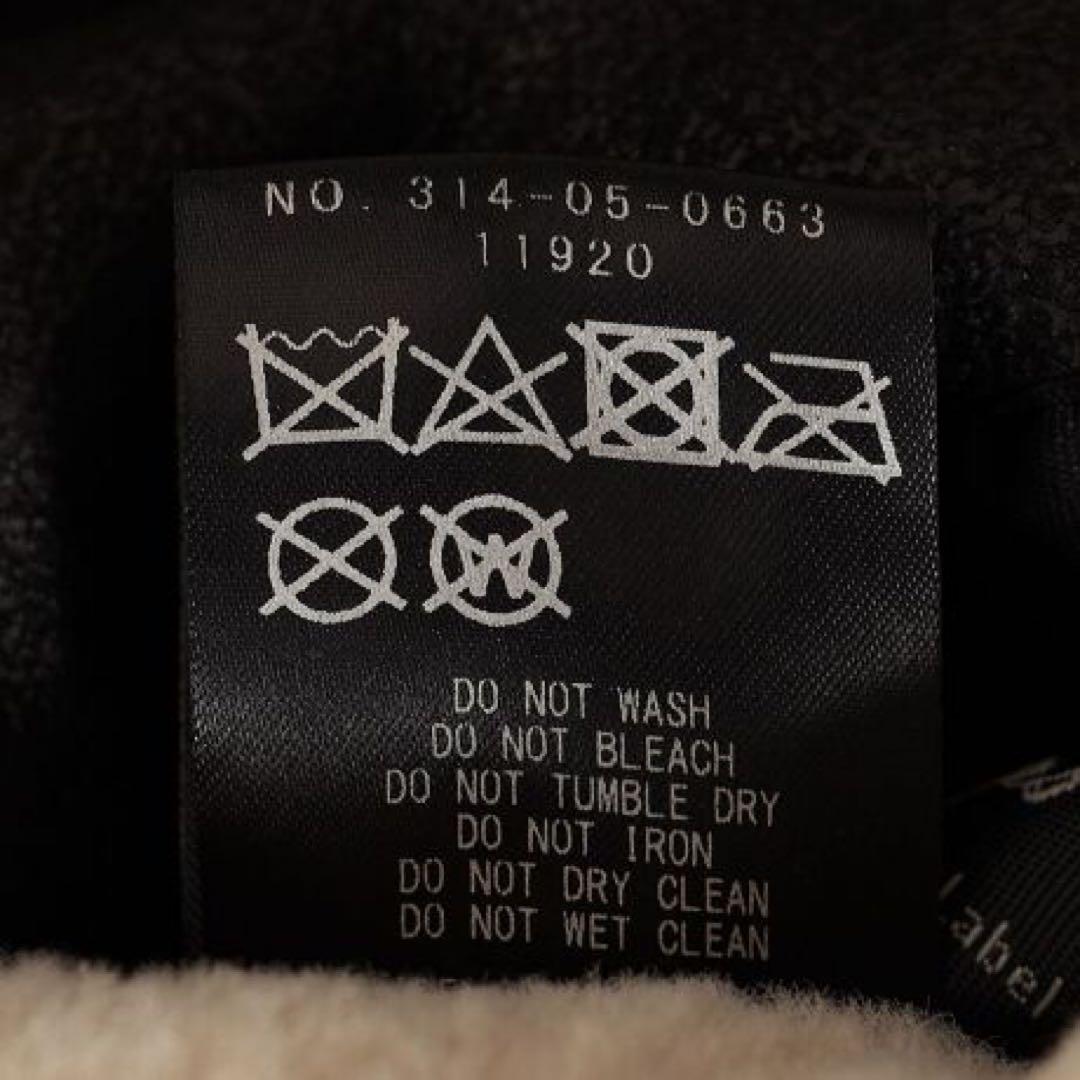 NO. 314-05-0663
11920
DO NOT WASH
DO NOT BLEACH
DO NOT TUMBLE DRY
DO NOT IRON
DO NOT DRY CLEAN
DO NOT WET CLEAN
Label